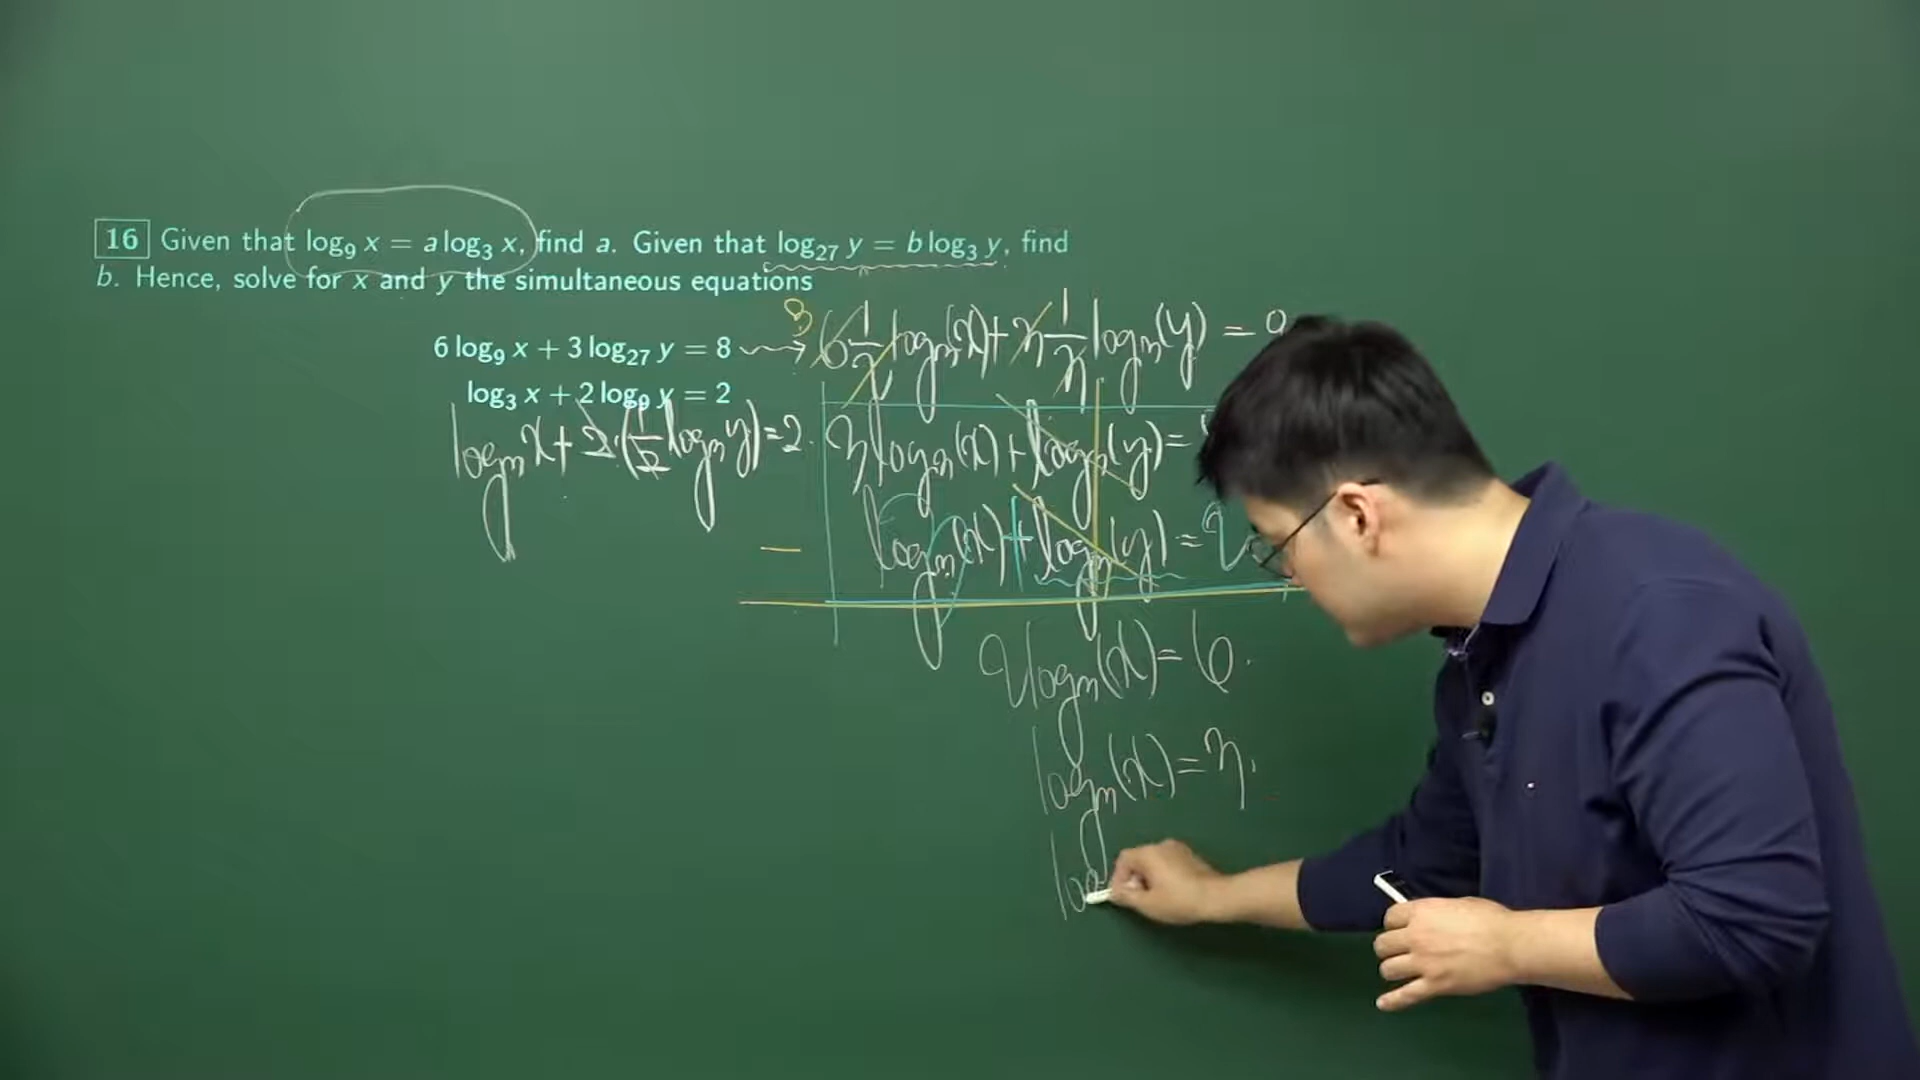 16 Given that log₉ x = a log₃ x, find a. Given that log₂₇ y = b log₃ y, find
b. Hence, solve for x and y the simultaneous equations
6 log₉ x + 3 log₂₇ y = 8
log₃ x + 2 log₉ y = 2
log₃ x + 2·(1/2 log₃ y) = 2.
3
6 1/2 log₃(x) + 3 1/3 log₃(y) =
3 log₃(x) + log₃(y) =
− log₃(x) + log₃(y) = 2
2 log₃(x) = 6.
log₃(x) = 3.
log